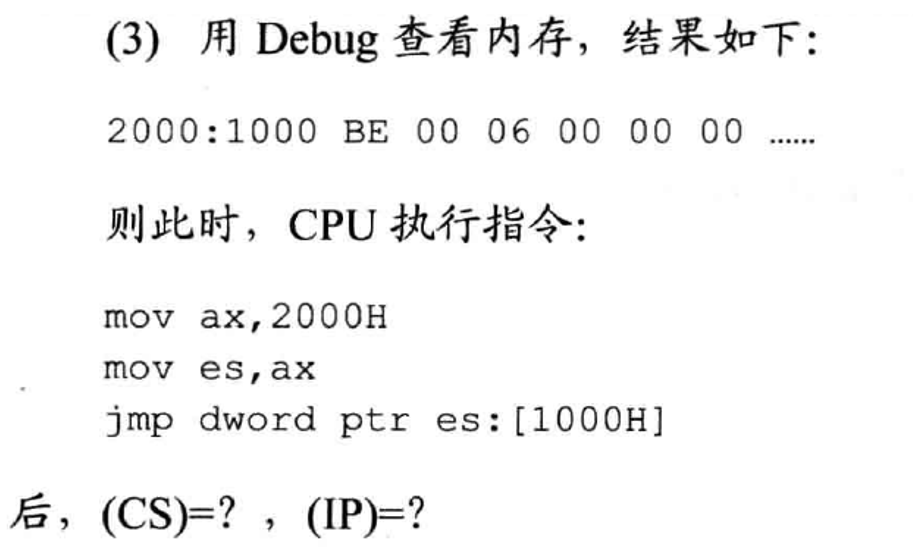 (3) 用 Debug 查看内存，结果如下：
2000:1000 BE 00 06 00 00 00 ......
则此时，CPU 执行指令：
mov ax,2000H
mov es,ax
jmp dword ptr es:[1000H]
后，(CS)=? ，(IP)=?